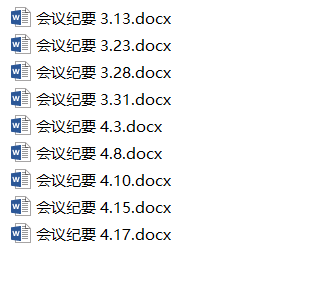 会议纪要 3.13.docx
会议纪要 3.23.docx
会议纪要 3.28.docx
会议纪要 3.31.docx
会议纪要 4.3.docx
会议纪要 4.8.docx
会议纪要 4.10.docx
会议纪要 4.15.docx
会议纪要 4.17.docx